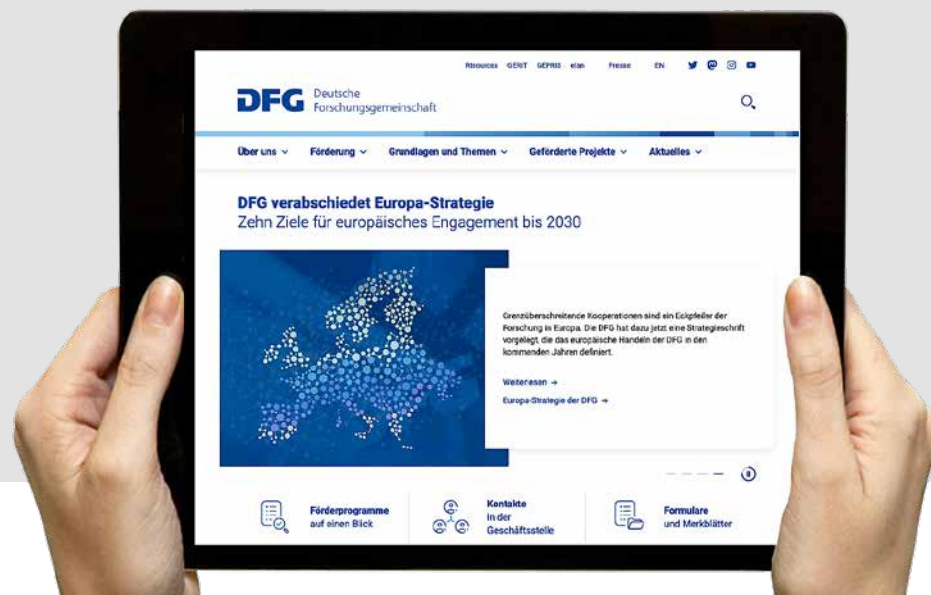 RIsources GERiT GEPRIS elan Presse EN
DFG Deutsche
Forschungsgemeinschaft
Über uns Förderung Grundlagen und Themen Geförderte Projekte Aktuelles
DFG verabschiedet Europa-Strategie
Zehn Ziele für europäisches Engagement bis 2030
Grenzüberschreitende Kooperationen sind ein Eckpfeiler der
Forschung in Europa. Die DFG hat dazu jetzt eine Strategieschrift
vorgelegt, die das europäische Handeln der DFG in den
kommenden Jahren definiert.
Weiterlesen →
Europa-Strategie der DFG →
Förderprogramme
auf einen Blick
Kontakte
in der
Geschäftsstelle
Formulare
und Merkblätter